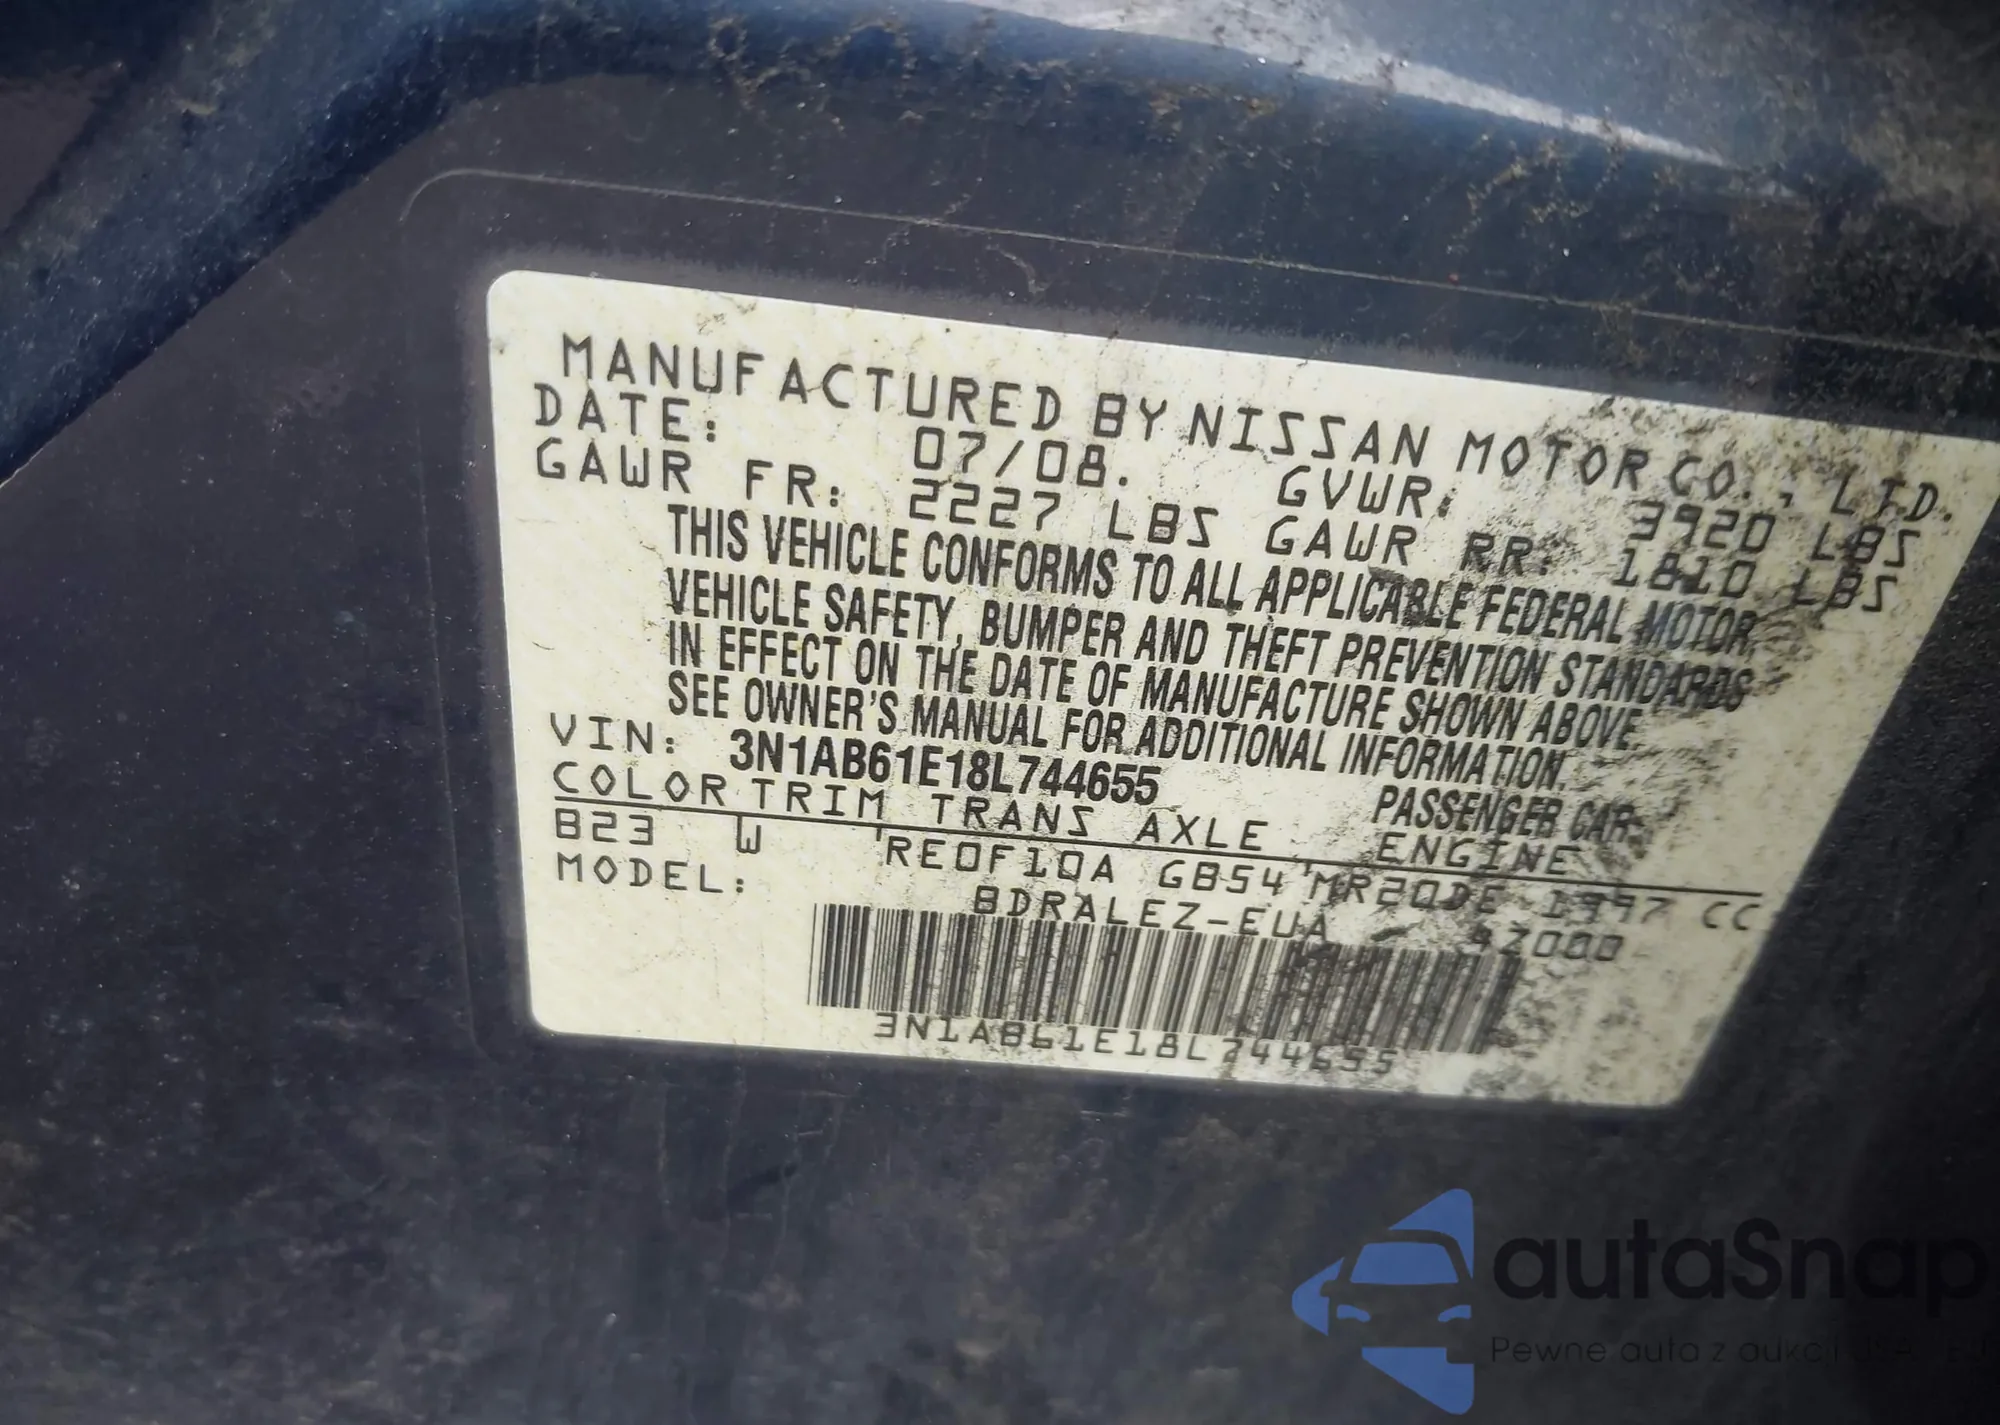 MANUFACTURED BY NISSAN MOTOR CO., LTD.
DATE: 07/08. GVWR: 3920 LBS
GAWR FR: 2227 LBS GAWR RR: 1810 LBS
THIS VEHICLE CONFORMS TO ALL APPLICABLE FEDERAL MOTOR
VEHICLE SAFETY, BUMPER AND THEFT PREVENTION STANDARDS
IN EFFECT ON THE DATE OF MANUFACTURE SHOWN ABOVE.
SEE OWNER'S MANUAL FOR ADDITIONAL INFORMATION.
VIN: 3N1AB61E18L744655 PASSENGER CAR
COLOR TRIM TRANS AXLE ENGINE
B23 W RE0F10A GB54 MR20DE 1997 CC
MODEL: BDRALEZ-EUA
3N1AB61E18L744655
autaSnap
Pewne auta z aukcji